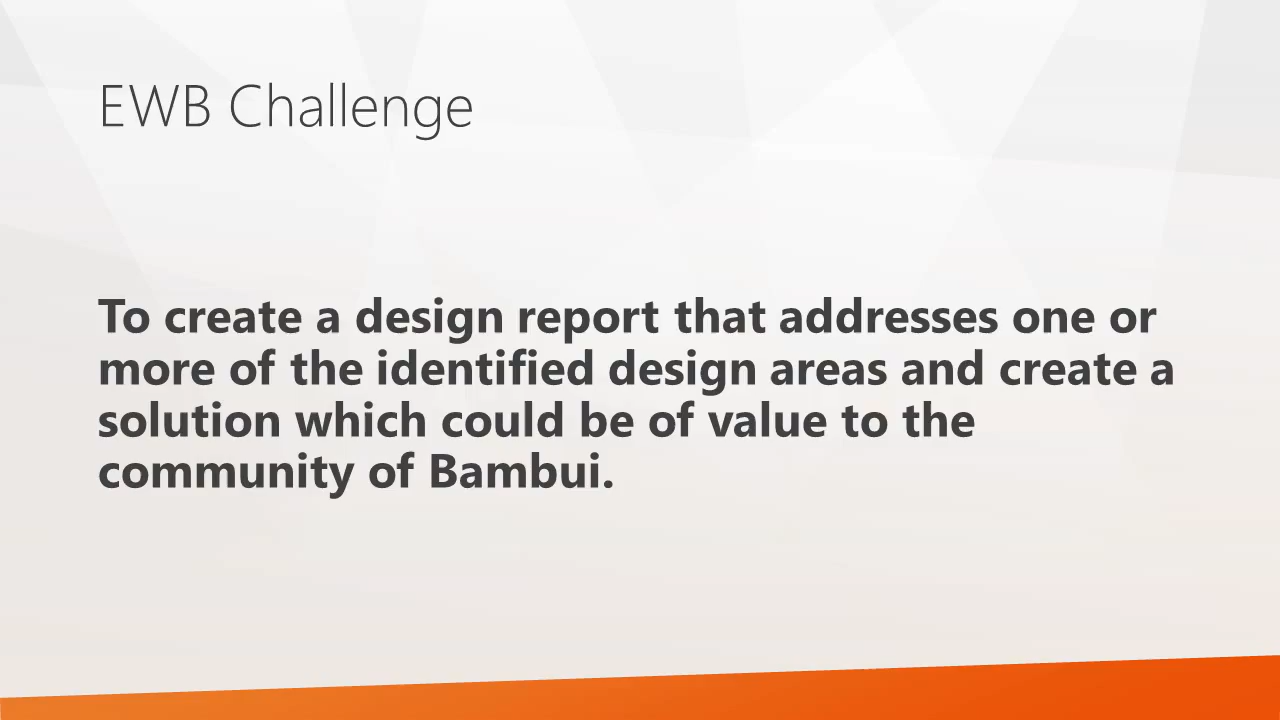 EWB Challenge
To create a design report that addresses one or
more of the identified design areas and create a
solution which could be of value to the
community of Bambui.